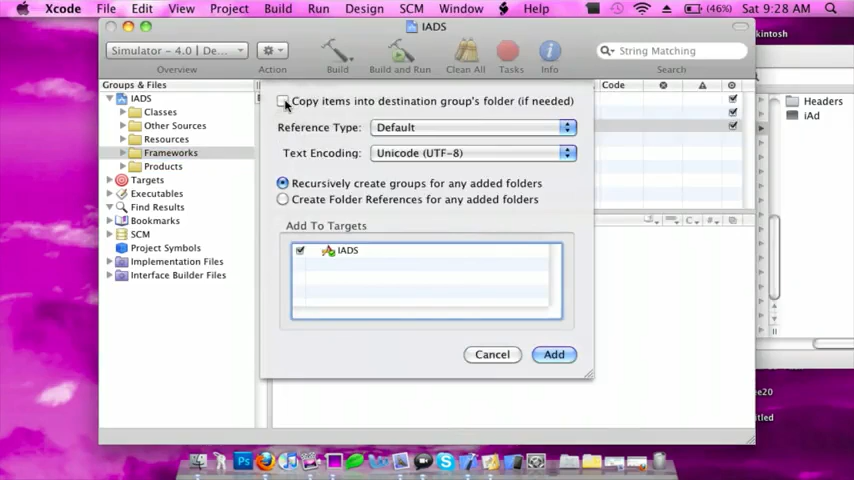 Xcode File Edit View Project Build Run Design SCM Window Help (46%) Sat 9:28 AM
IADS
kintosh
Simulator - 4.0 | De...
String Matching
Overview Action Build Build and Run Clean All Tasks Info Search
Groups & Files
Code
IADS
Classes
Other Sources
Resources
Frameworks
Products
Targets
Executables
Find Results
Bookmarks
SCM
Project Symbols
Implementation Files
Interface Builder Files
Copy items into destination group's folder (if needed)
Reference Type: Default
Text Encoding: Unicode (UTF-8)
Recursively create groups for any added folders
Create Folder References for any added folders
Add To Targets
IADS
Cancel Add
Headers
iAd
ee20
titled
Ps